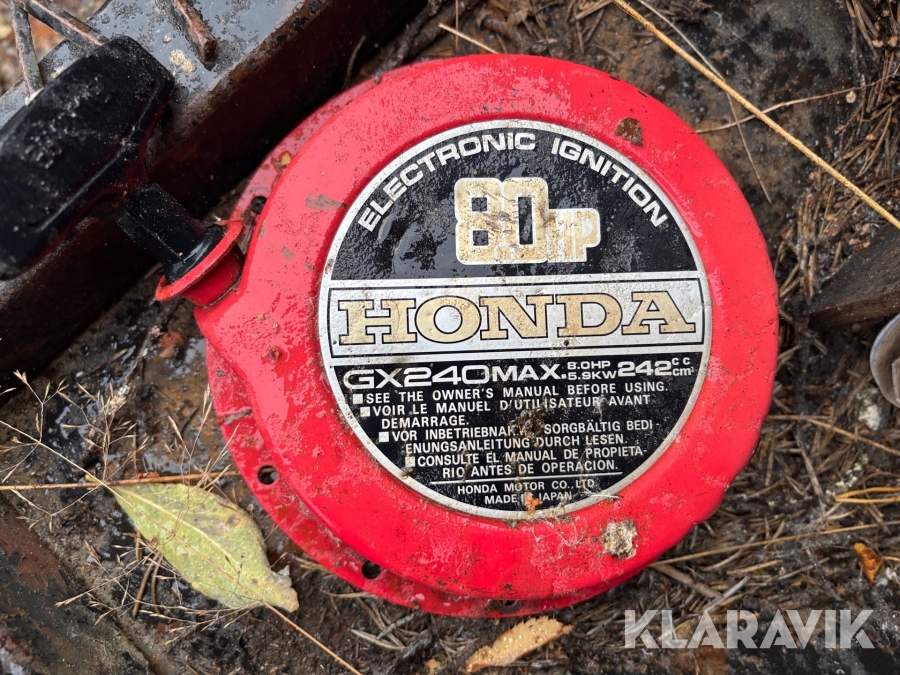 ELECTRONIC IGNITION
8.0HP
HONDA
GX240MAX. 8.0HP 5.9KW 242 CC cm³
■ SEE THE OWNER'S MANUAL BEFORE USING.
■ VOIR LE MANUEL D'UTILISATEUR AVANT
DEMARRAGE.
■ VOR INBETRIEBNAHME SORGBÄLTIG BEDI
ENUNGSANLEITUNG DURCH LESEN.
■ CONSULTE EL MANUAL DE PROPIETA-
RIO ANTES DE OPERACION.
HONDA MOTOR CO., LTD.
MADE IN JAPAN
KLARAVIK